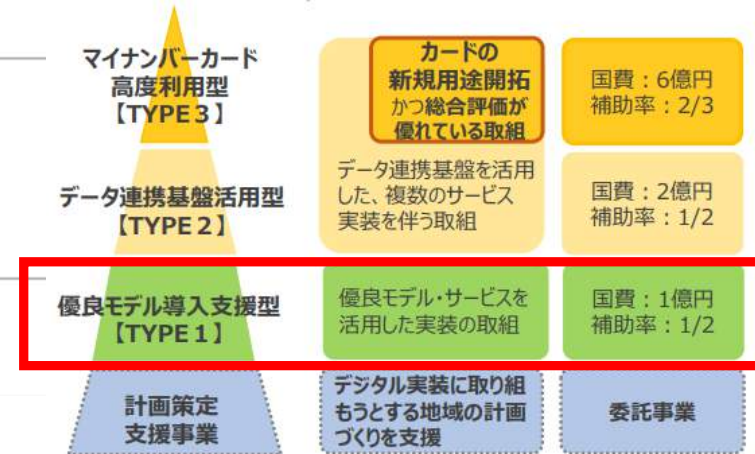 マイナンバーカード
高度利用型
【TYPE３】
カードの
新規用途開拓
かつ総合評価が
優れている取組
国費：6億円
補助率：2/3
データ連携基盤活用型
【TYPE２】
データ連携基盤を活用
した、複数のサービス
実装を伴う取組
国費：2億円
補助率：1/2
優良モデル導入支援型
【TYPE１】
優良モデル・サービスを
活用した実装の取組
国費：1億円
補助率：1/2
計画策定
支援事業
デジタル実装に取り組
もうとする地域の計画
づくりを支援
委託事業